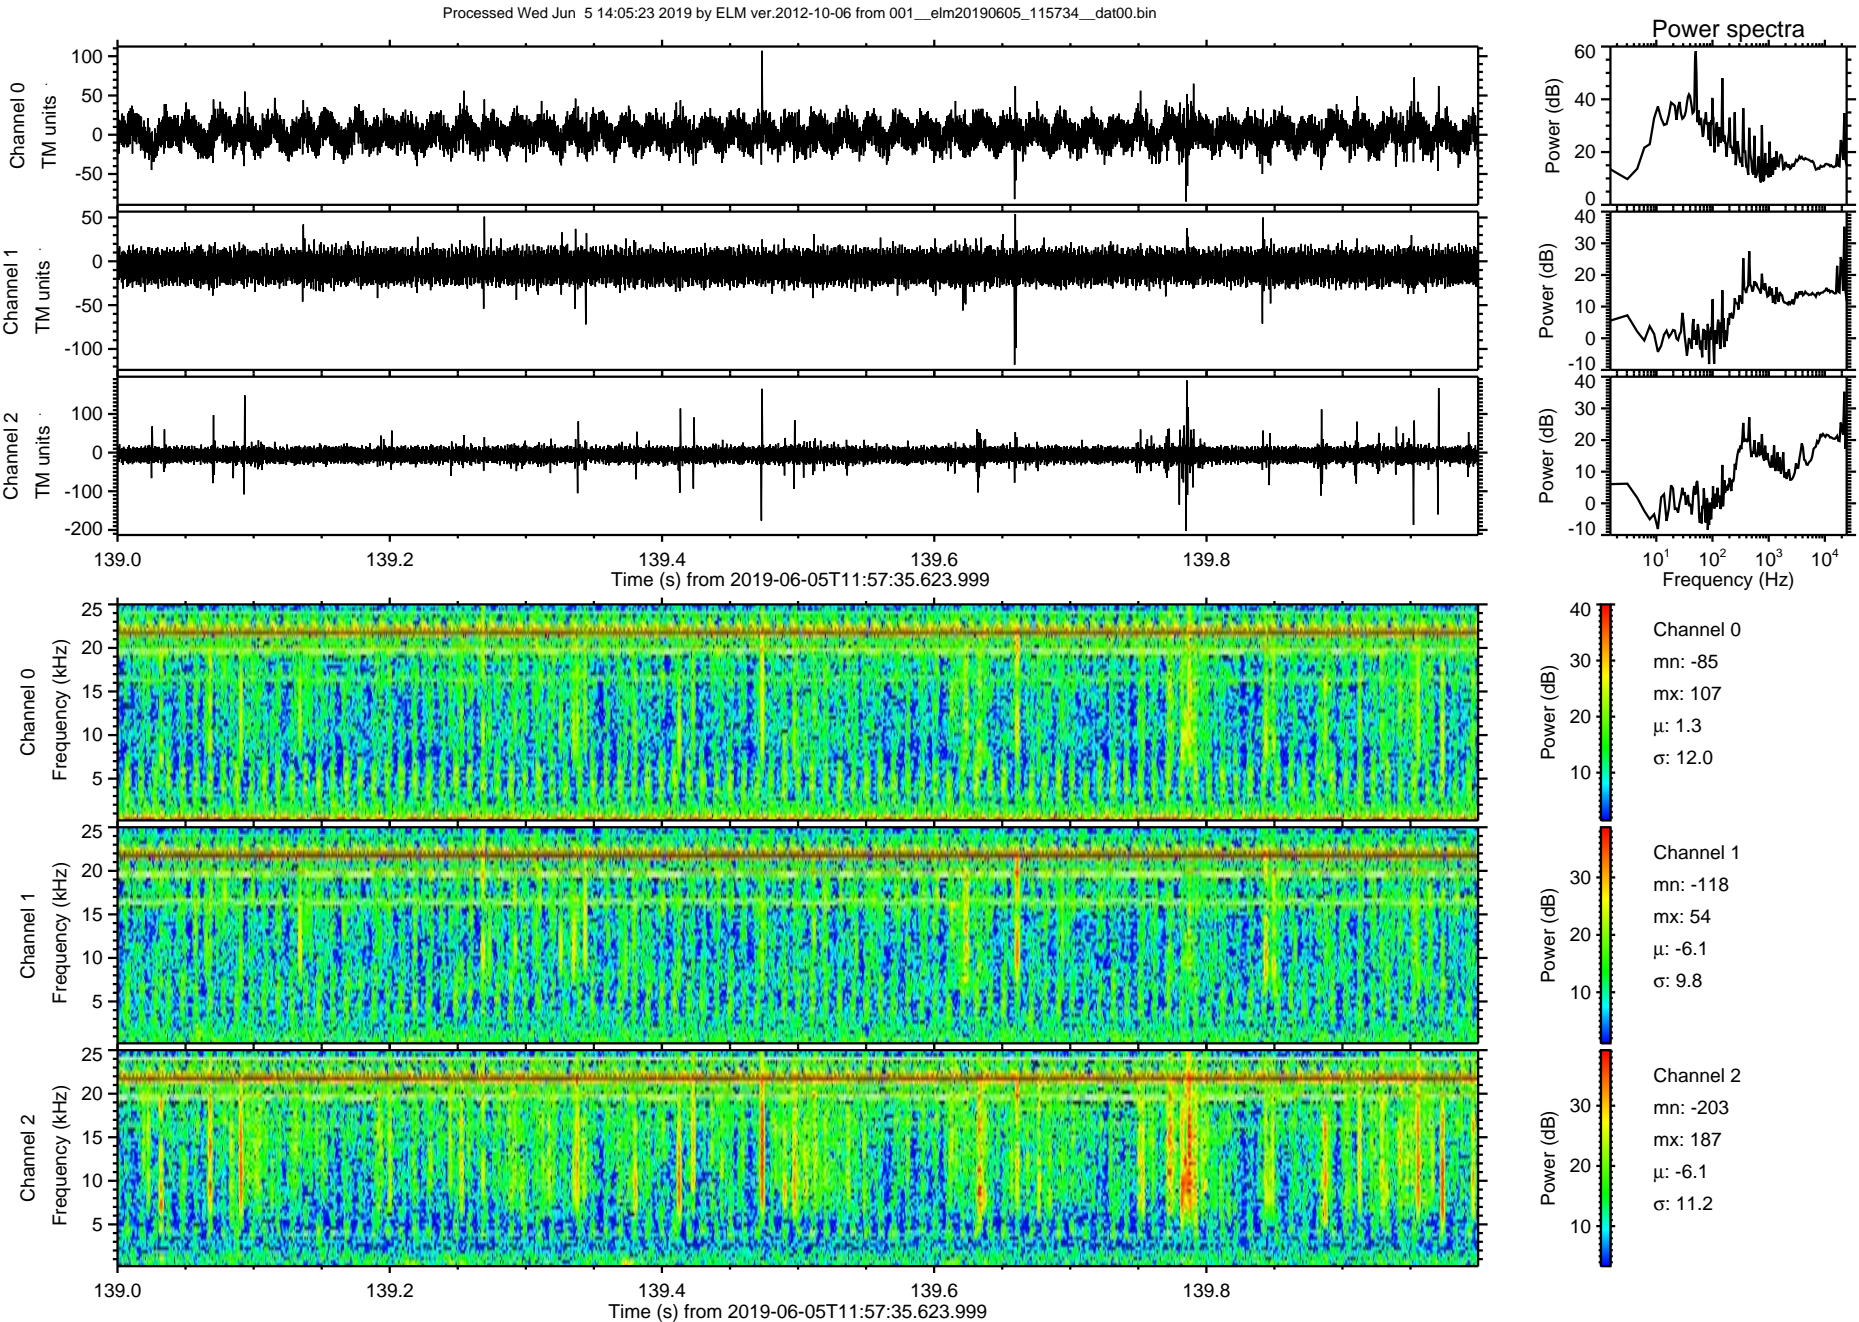 Processed Wed Jun  5 14:05:23 2019 by ELM ver.2012-10-06 from 001__elm20190605_115734__dat00.bin
Power spectra
Channel 0
TM units
100
50
0
-50
Power (dB)
60
40
20
0
Channel 1
TM units
50
0
-50
-100
Power (dB)
40
30
20
10
0
-10
Channel 2
TM units
100
0
-100
-200
Power (dB)
40
30
20
10
0
-10
139.0 139.2 139.4 139.6 139.8
Time (s) from 2019-06-05T11:57:35.623.999
10¹ 10² 10³ 10⁴
Frequency (Hz)
Channel 0
Frequency (kHz)
25
20
15
10
5
Power (dB)
40
30
20
10
Channel 0
mn: -85
mx: 107
μ: 1.3
σ: 12.0
Channel 1
Frequency (kHz)
25
20
15
10
5
Power (dB)
30
20
10
Channel 1
mn: -118
mx: 54
μ: -6.1
σ: 9.8
Channel 2
Frequency (kHz)
25
20
15
10
5
Power (dB)
30
20
10
Channel 2
mn: -203
mx: 187
μ: -6.1
σ: 11.2
139.0 139.2 139.4 139.6 139.8
Time (s) from 2019-06-05T11:57:35.623.999